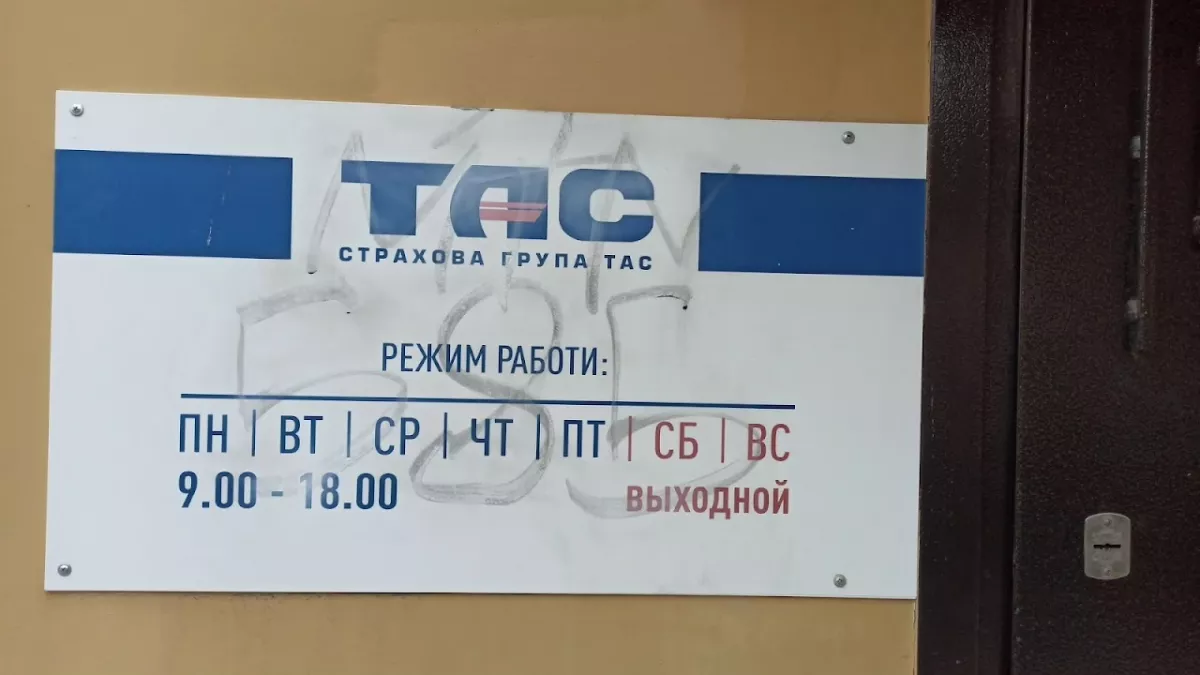 ТАС
СТРАХОВА ГРУПА ТАС
РЕЖИМ РАБОТИ:
ПН | ВТ | СР | ЧТ | ПТ | СБ | ВС
9.00 - 18.00 ВЫХОДНОЙ